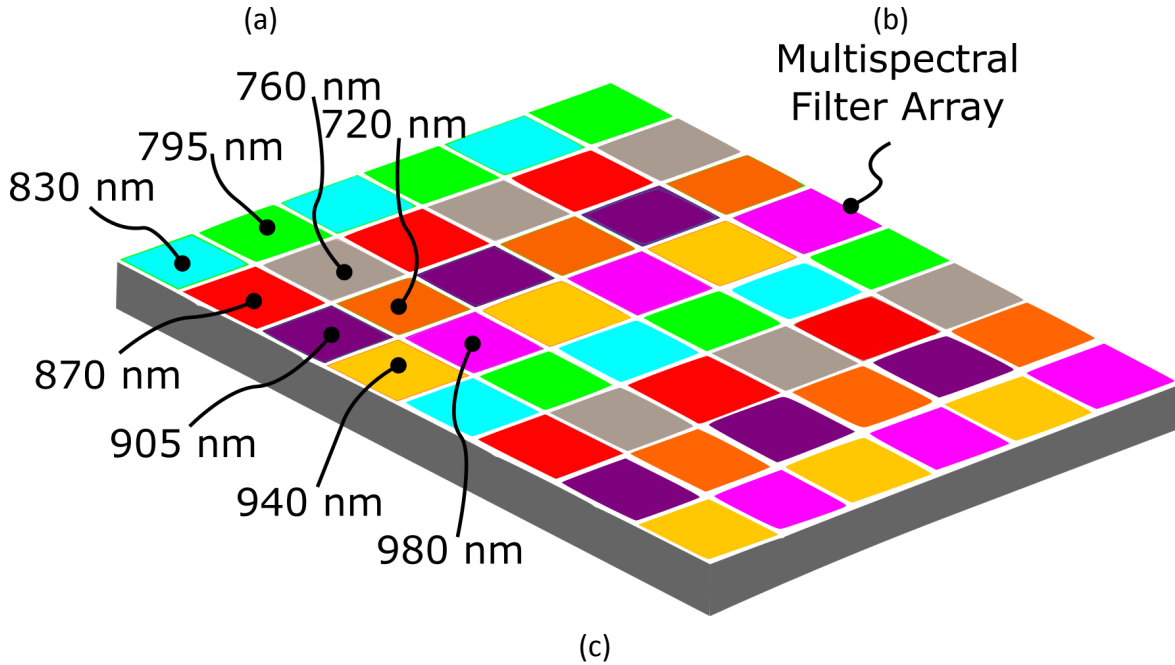 (a)
(b)
Multispectral
Filter Array
760 nm
720 nm
795 nm
830 nm
870 nm
905 nm
940 nm
980 nm
(c)